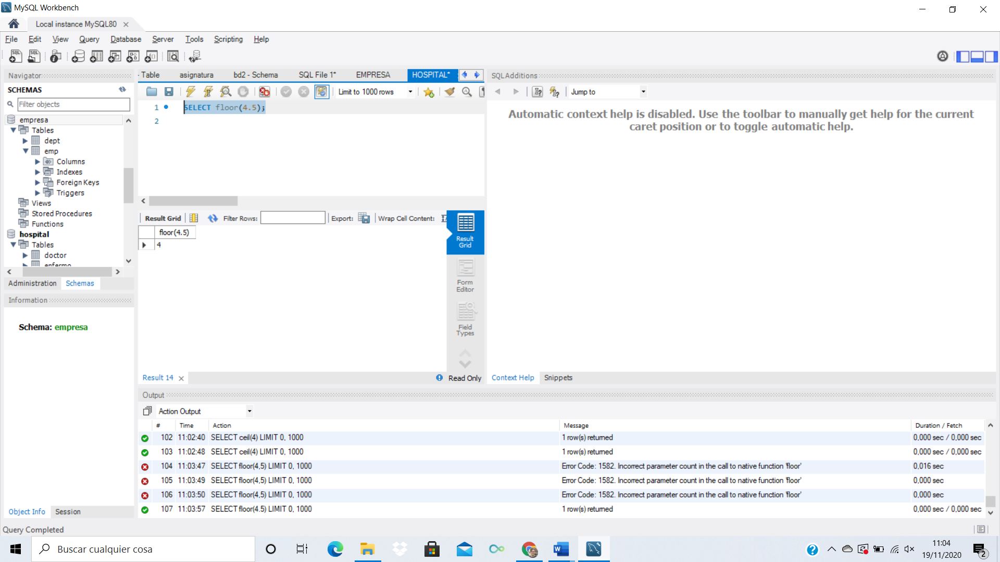 MySQL Workbench
Local instance MySQL80
File Edit View Query Database Server Tools Scripting Help
Navigator
SCHEMAS
Filter objects
empresa
Tables
dept
emp
Columns
Indexes
Foreign Keys
Triggers
Views
Stored Procedures
Functions
hospital
Tables
doctor
enfermo
Administration Schemas
Information
Schema: empresa
Object Info Session
Table asignatura bd2 - Schema SQL File 1* EMPRESA HOSPITAL*
Limit to 1000 rows
1 SELECT floor(4.5);
2
Result Grid Filter Rows: Export: Wrap Cell Content:
floor(4.5)
4
Result Grid
Form Editor
Field Types
Result 14 Read Only
SQLAdditions
Jump to
Automatic context help is disabled. Use the toolbar to manually get help for the current
caret position or to toggle automatic help.
Context Help Snippets
Output
Action Output
# Time Action Message Duration / Fetch
102 11:02:40 SELECT ceil(4) LIMIT 0, 1000 1 row(s) returned 0,000 sec / 0,000 sec
103 11:02:48 SELECT ceil(4) LIMIT 0, 1000 1 row(s) returned 0,000 sec / 0,000 sec
104 11:03:47 SELECT floor(4,5) LIMIT 0, 1000 Error Code: 1582. Incorrect parameter count in the call to native function 'floor' 0,016 sec
105 11:03:49 SELECT floor(4,5) LIMIT 0, 1000 Error Code: 1582. Incorrect parameter count in the call to native function 'floor' 0,000 sec
106 11:03:50 SELECT floor(4,5) LIMIT 0, 1000 Error Code: 1582. Incorrect parameter count in the call to native function 'floor' 0,000 sec
107 11:03:57 SELECT floor(4.5) LIMIT 0, 1000 1 row(s) returned 0,000 sec / 0,000 sec
Query Completed
Buscar cualquier cosa
11:04
19/11/2020
2